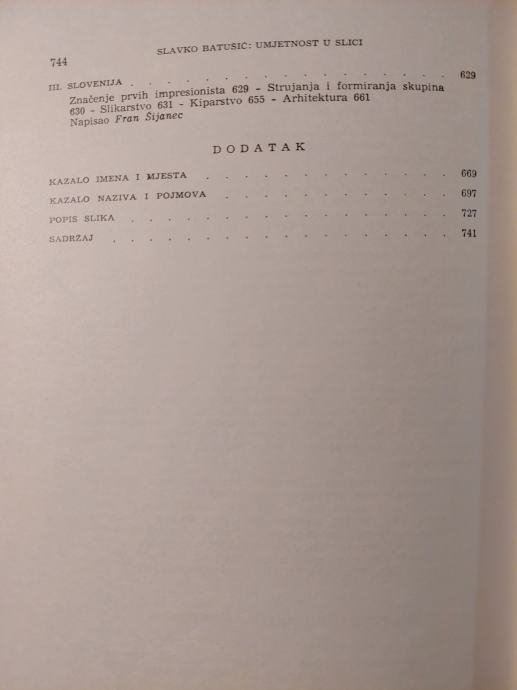 744
SLAVKO BATUŠIĆ: UMJETNOST U SLICI
III. SLOVENIJA . . . . . . . . . . . . . . . . . 629
Značenje prvih impresionista 629 - Strujanja i formiranja skupina
630 - Slikarstvo 631 - Kiparstvo 655 - Arhitektura 661
Napisao Fran Šijanec
DODATAK
KAZALO IMENA I MJESTA . . . . . . . . . . . . . 669
KAZALO NAZIVA I POJMOVA . . . . . . . . . . . . 697
POPIS SLIKA . . . . . . . . . . . . . . . . . 727
SADRŽAJ . . . . . . . . . . . . . . . . . . 741